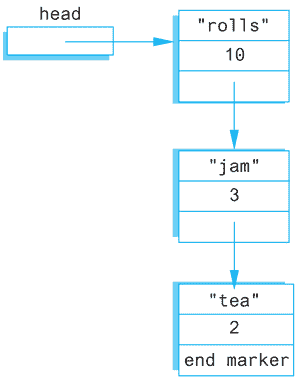 head
"rolls"
10
"jam"
3
"tea"
2
end marker